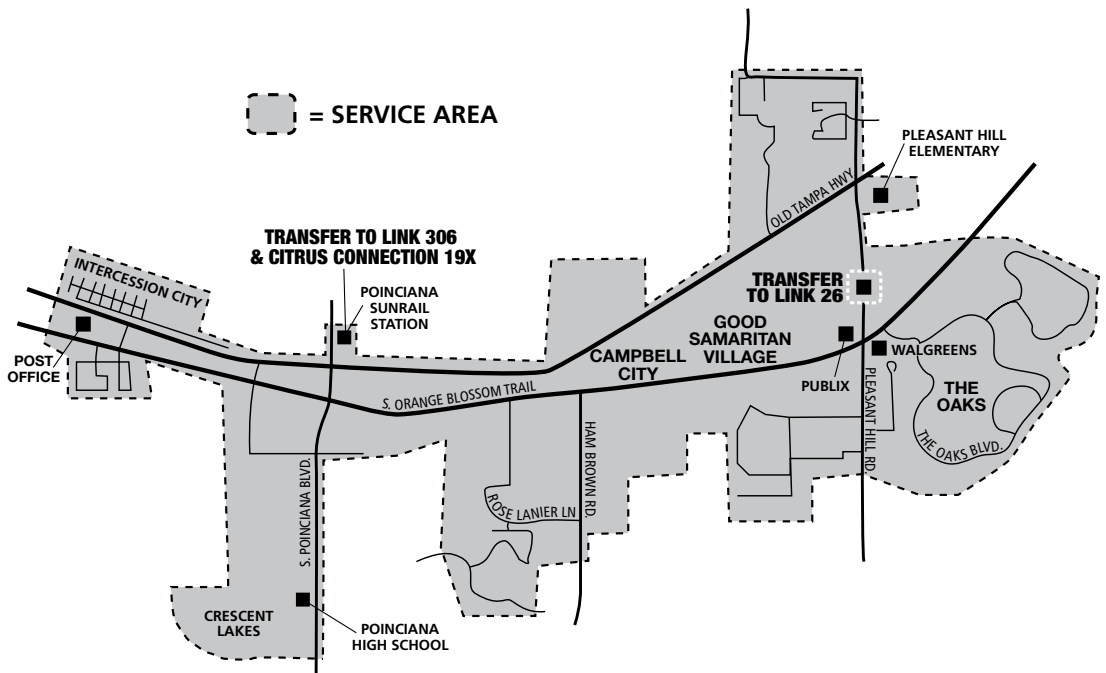 = SERVICE AREA
PLEASANT HILL
ELEMENTARY
OLD TAMPA HWY
TRANSFER TO LINK 306
& CITRUS CONNECTION 19X
INTERCESSION CITY
POINCIANA
SUNRAIL
STATION
TRANSFER
TO LINK 26
GOOD
SAMARITAN
VILLAGE
CAMPBELL
CITY
POST
OFFICE
WALGREENS
PUBLIX
S. ORANGE BLOSSOM TRAIL
THE
OAKS
PLEASANT HILL RD.
THE OAKS BLVD.
HAM BROWN RD.
ROSE LANIER LN
S. POINCIANA BLVD.
CRESCENT
LAKES
POINCIANA
HIGH SCHOOL